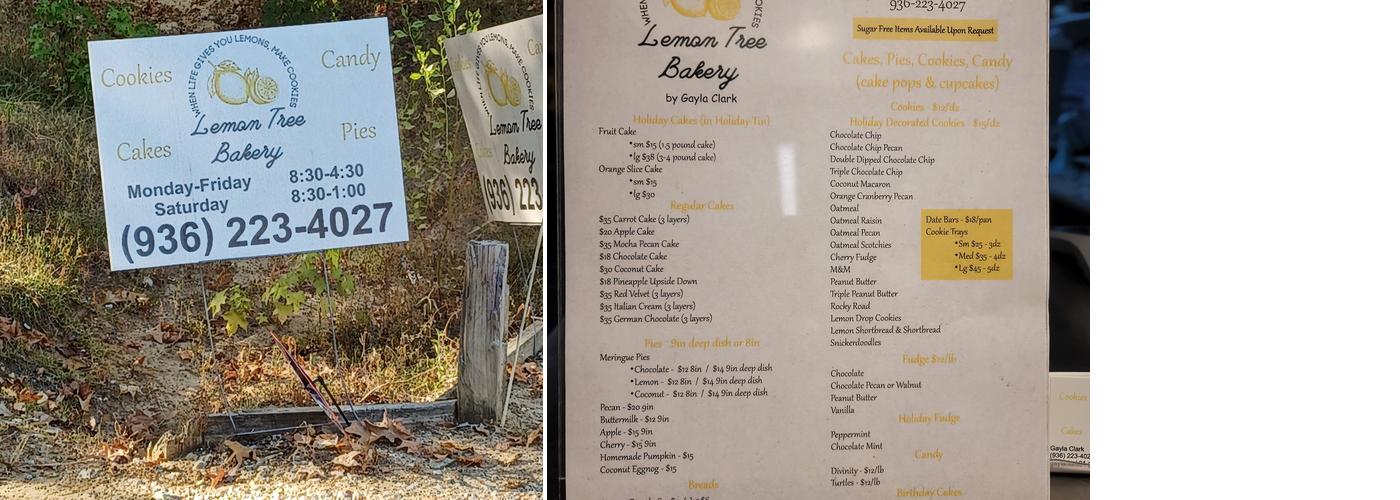 Cookies
WHEN LIFE GIVES YOU LEMONS, MAKE COOKIES
Candy
Lemon Tree
Bakery
Cakes
Pies
Monday-Friday 8:30-4:30
Saturday 8:30-1:00
(936) 223-4027
Lemon Tree
Bakery
(936) 223
Lemon Tree
Bakery
by Gayla Clark
Holiday Cakes (in Holiday Tin)
Fruit Cake
•sm $15 (1.5 pound cake)
•lg $38 (3-4 pound cake)
Orange Slice Cake
•sm $15
•lg $30
Regular Cakes
$35 Carrot Cake (3 layers)
$20 Apple Cake
$35 Mocha Pecan Cake
$18 Chocolate Cake
$30 Coconut Cake
$18 Pineapple Upside Down
$35 Red Velvet (3 layers)
$35 Italian Cream (3 layers)
$35 German Chocolate (3 layers)
Pies - 9in deep dish or 8in
Meringue Pies
•Chocolate - $12 8in / $14 9in deep dish
•Lemon - $12 8in / $14 9in deep dish
•Coconut - $12 8in / $14 9in deep dish
Pecan - $20 9in
Buttermilk - $12 9in
Apple - $15 9in
Cherry - $15 9in
Homemade Pumpkin - $15
Coconut Eggnog - $15
Breads
936-223-4027
Sugar Free Items Available Upon Request
Cakes, Pies, Cookies, Candy
(cake pops & cupcakes)
Cookies - $12/dz
Holiday Decorated Cookies - $15/dz
Chocolate Chip
Chocolate Chip Pecan
Double Dipped Chocolate Chip
Triple Chocolate Chip
Coconut Macaron
Orange Cranberry Pecan
Oatmeal
Oatmeal Raisin
Oatmeal Pecan
Oatmeal Scotchies
Cherry Fudge
M&M
Peanut Butter
Triple Peanut Butter
Rocky Road
Lemon Drop Cookies
Lemon Shortbread & Shortbread
Snickerdoodles
Date Bars - $18/pan
Cookie Trays
•Sm $25 - 3dz
•Med $35 - 4dz
•Lg $45 - 5dz
Fudge $12/lb
Chocolate
Chocolate Pecan or Walnut
Peanut Butter
Vanilla
Holiday Fudge
Peppermint
Chocolate Mint
Candy
Divinity - $12/lb
Turtles - $12/lb
Birthday Cakes
Cookies
Cakes
Gayla Clark
(936) 223-402